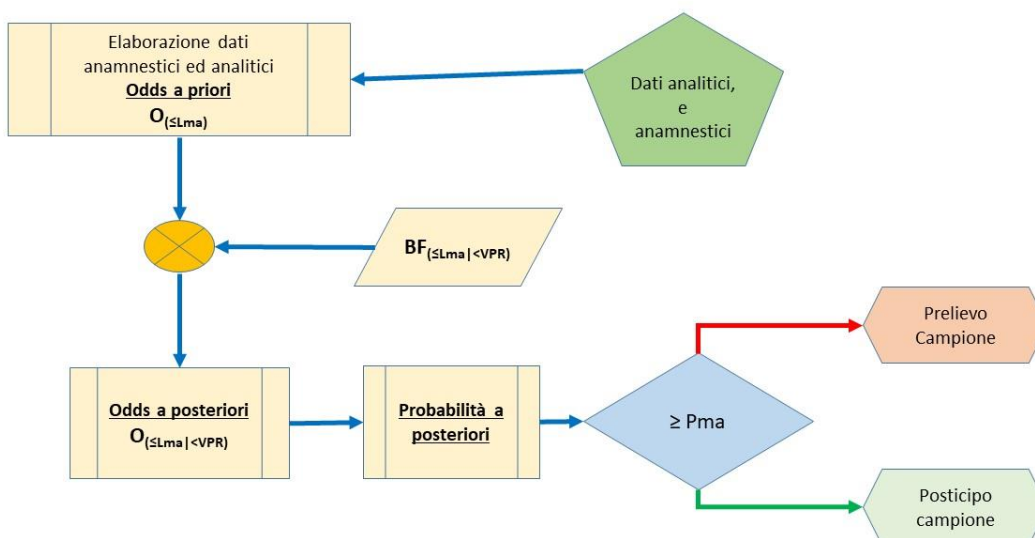 Elaborazione dati
anamnestici ed analitici
Odds a priori
O(≤Lma)
Dati analitici,
e
anamnestici
BF(≤Lma|<VPR)
Prelievo
Campione
Odds a posteriori
O(≤Lma|<VPR)
Probabilità a
posteriori
≥ Pma
Posticipo
campione